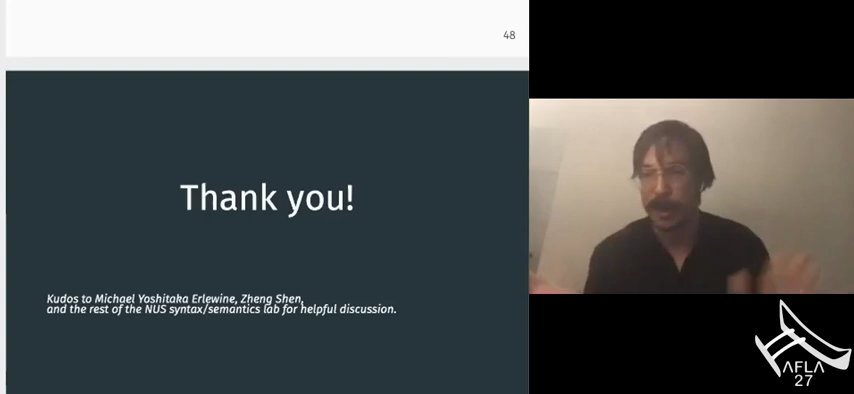 48
Thank you!
Kudos to Michael Yoshitaka Erlewine, Zheng Shen,
and the rest of the NUS syntax/semantics lab for helpful discussion.
AFLA
27